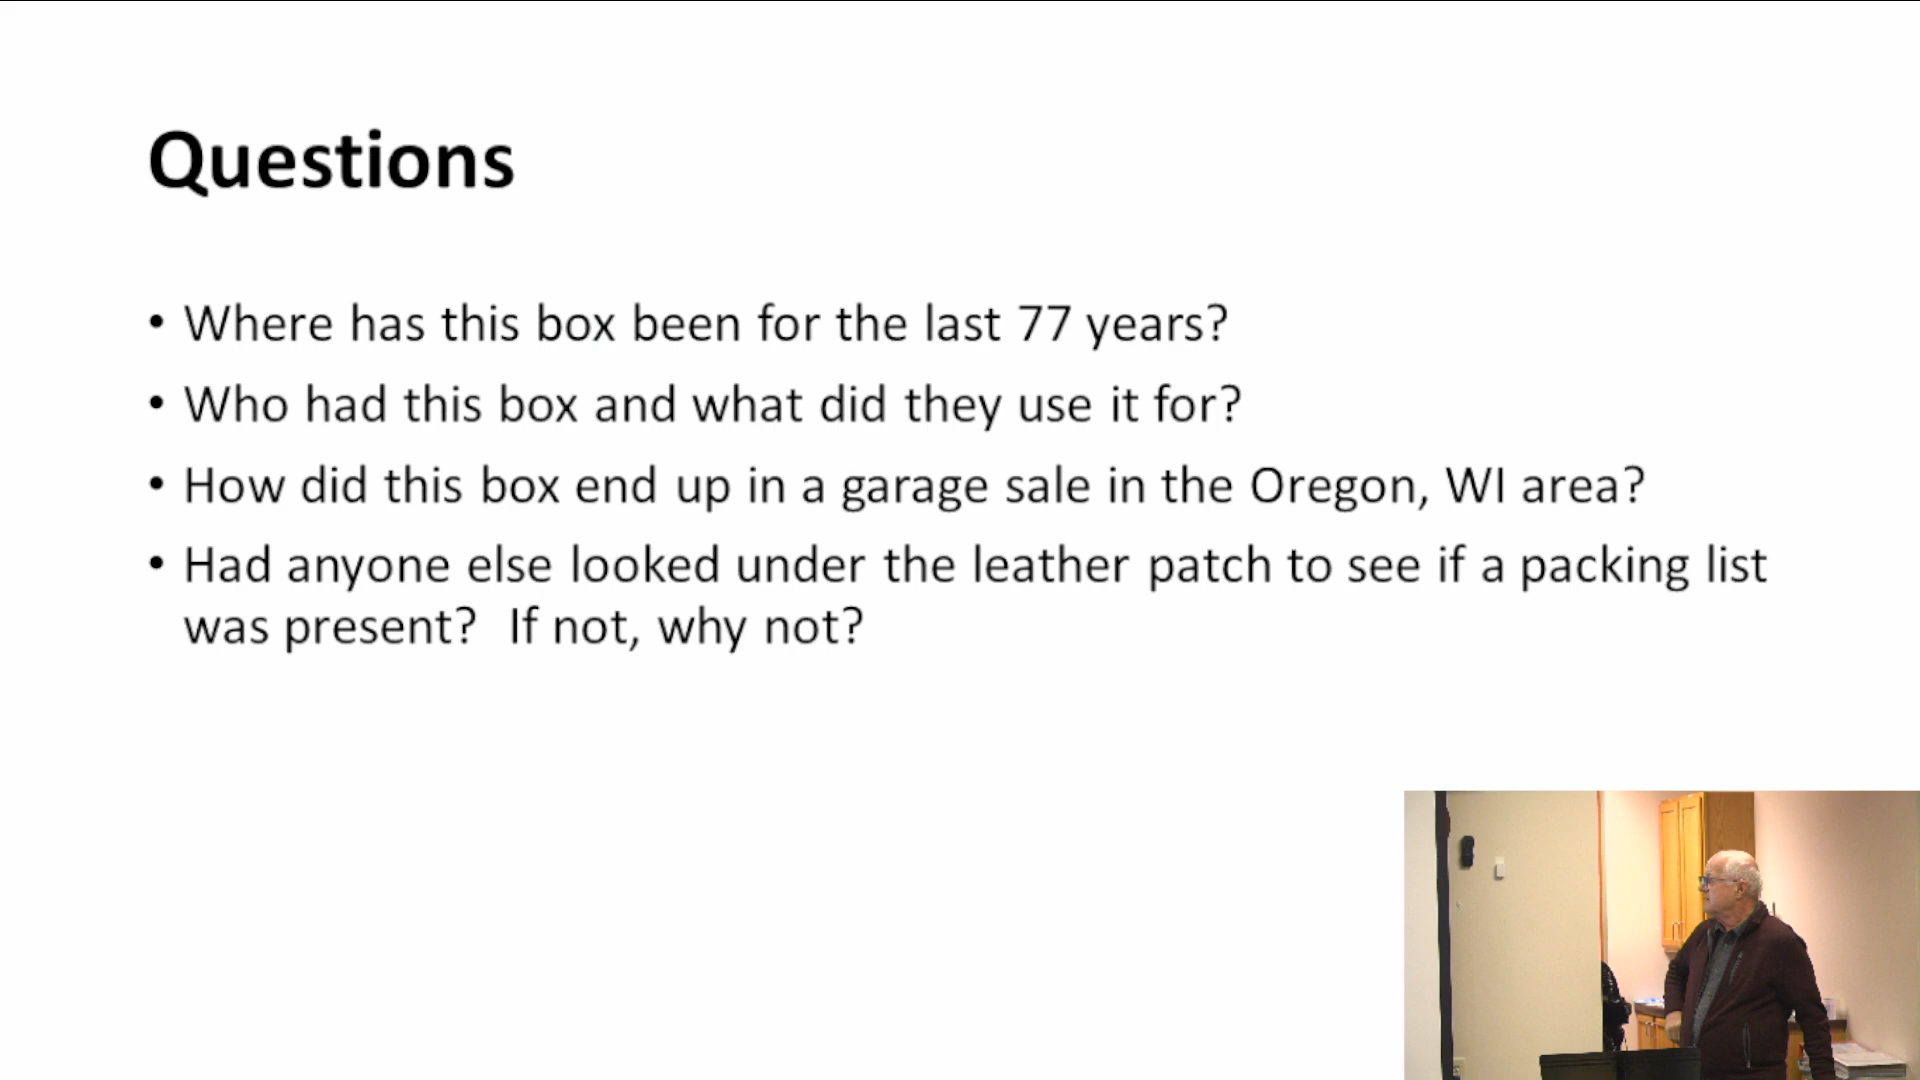 Questions
• Where has this box been for the last 77 years?
• Who had this box and what did they use it for?
• How did this box end up in a garage sale in the Oregon, WI area?
• Had anyone else looked under the leather patch to see if a packing list
was present?  If not, why not?